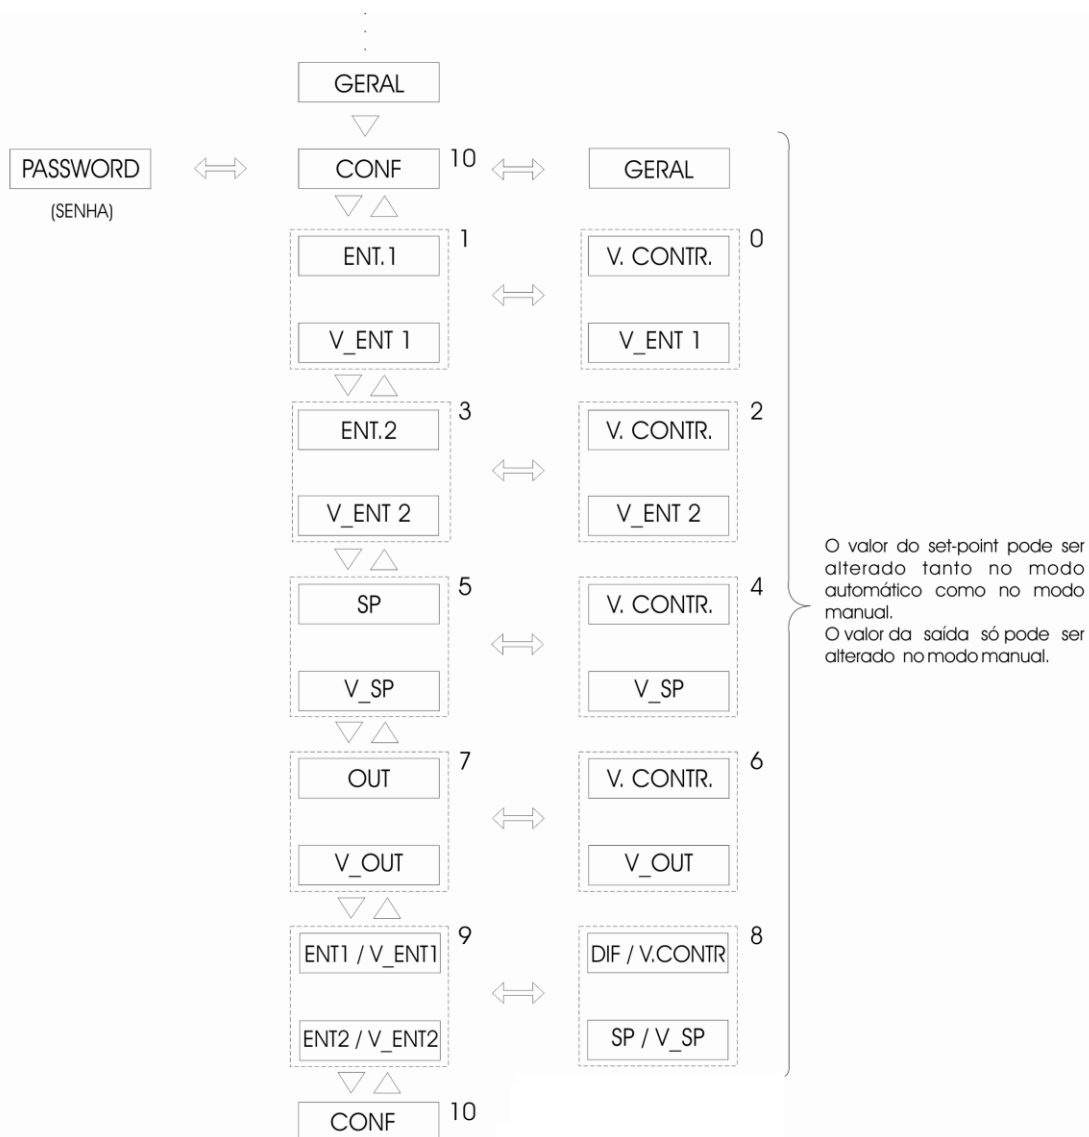 GERAL
PASSWORD
(SENHA)
CONF
10
GERAL
ENT.1
V_ENT 1
1
V. CONTR.
V_ENT 1
0
ENT.2
V_ENT 2
3
V. CONTR.
V_ENT 2
2
SP
V_SP
5
V. CONTR.
V_SP
4
OUT
V_OUT
7
V. CONTR.
V_OUT
6
ENT1 / V_ENT1
ENT2 / V_ENT2
9
DIF / V.CONTR
SP / V_SP
8
CONF
10
O valor do set-point pode ser
alterado tanto no modo
automático como no modo
manual.
O valor da saída só pode ser
alterado no modo manual.